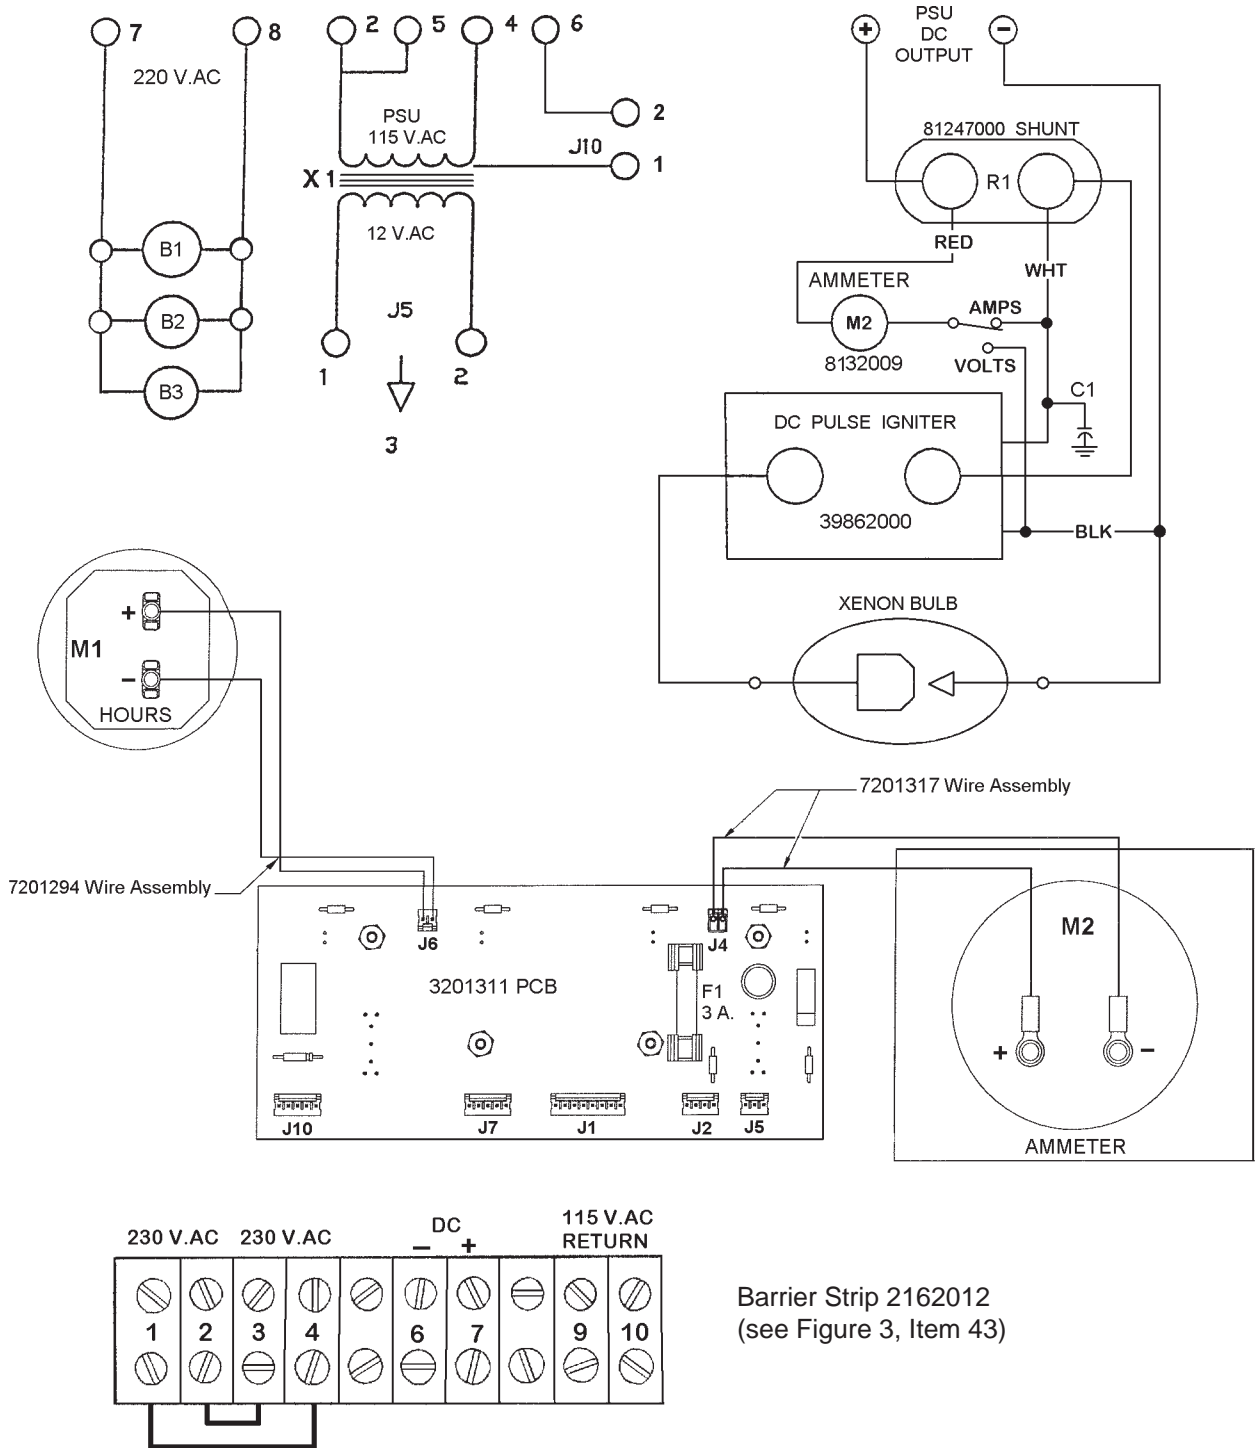 7
8
2
5
4
6
220 V.AC
PSU
115 V.AC
2
J10
1
X1
12 V.AC
J5
1
2
3
B1
B2
B3
+
PSU
DC
OUTPUT
−
81247000 SHUNT
R1
RED
WHT
AMMETER
M2
8132009
AMPS
VOLTS
C1
DC PULSE IGNITER
39862000
BLK
XENON BULB
+
M1
−
HOURS
7201317 Wire Assembly
7201294 Wire Assembly
J6
J4
3201311 PCB
F1
3 A.
J10
J7
J1
J2
J5
M2
+
−
AMMETER
230 V.AC
230 V.AC
DC
− +
115 V.AC
RETURN
1 2 3 4 6 7 9 10
Barrier Strip 2162012
(see Figure 3, Item 43)